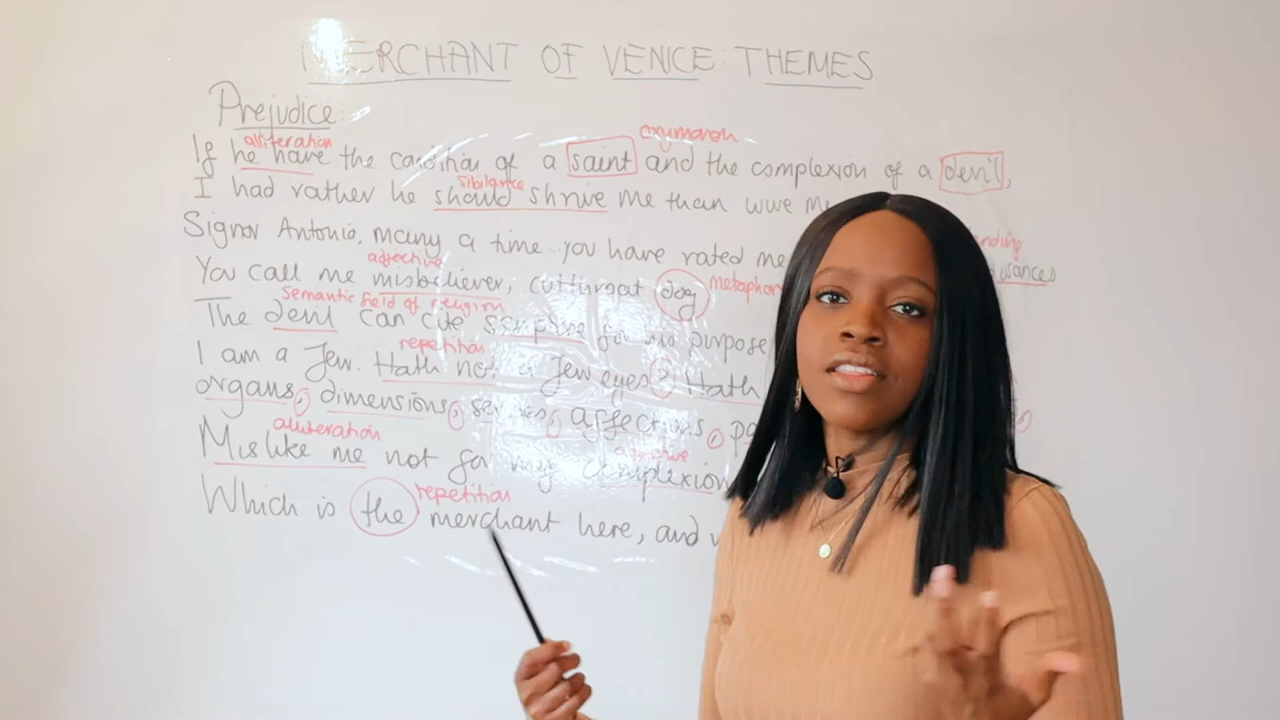 MERCHANT OF VENICE: THEMES
Prejudice:
alliteration
oxymoron
If he have the condition of a saint and the complexion of a devil,
sibilance
I had rather he should shrive me than wive me
Signor Antonio, many a time you have rated me
adjective
metaphor
You call me misbeliever, cutthroat dog
semantic field of religion
The devil can cite scripture for his purpose
repetition
I am a Jew. Hath not a Jew eyes? Hath
organs, dimensions, senses, affections,
alliteration
Mislike me not for my complexion
repetition
Which is the merchant here, and